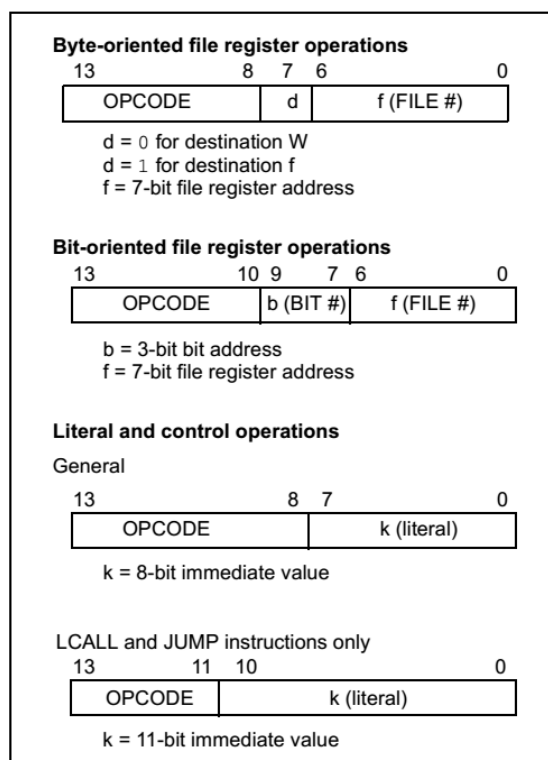 Byte-oriented file register operations
13 8 7 6 0
OPCODE d f (FILE #)
d = 0 for destination W
d = 1 for destination f
f = 7-bit file register address
Bit-oriented file register operations
13 10 9 7 6 0
OPCODE b (BIT #) f (FILE #)
b = 3-bit bit address
f = 7-bit file register address
Literal and control operations
General
13 8 7 0
OPCODE k (literal)
k = 8-bit immediate value
LCALL and JUMP instructions only
13 11 10 0
OPCODE k (literal)
k = 11-bit immediate value